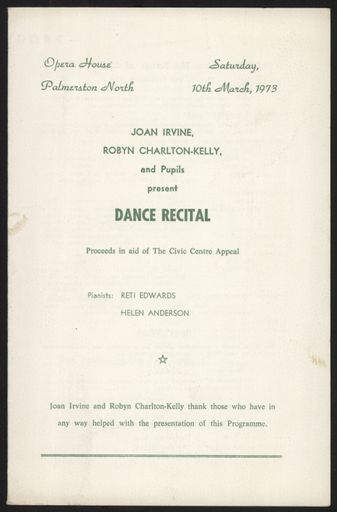 Opera House
Saturday,
Palmerston North
10th March, 1973
JOAN IRVINE,
ROBYN CHARLTON-KELLY,
and Pupils
present
DANCE RECITAL
Proceeds in aid of The Civic Centre Appeal
Pianists: RETI EDWARDS
HELEN ANDERSON
Joan Irvine and Robyn Charlton-Kelly thank those who have in
any way helped with the presentation of this Programme.